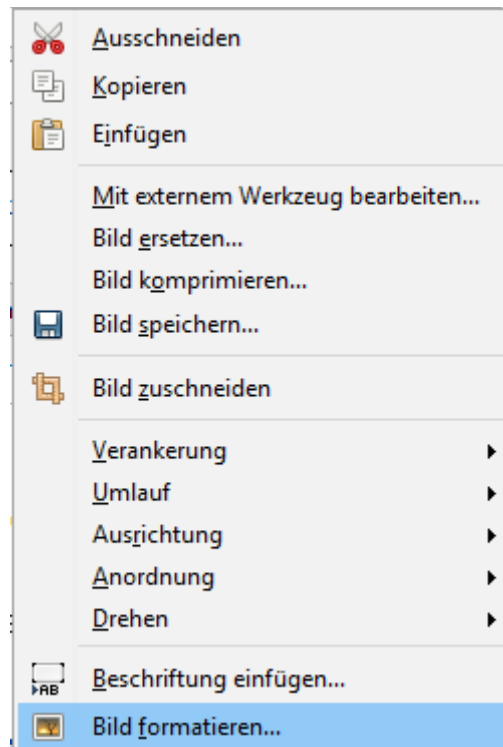 Ausschneiden
Kopieren
Einfügen
Mit externem Werkzeug bearbeiten...
Bild ersetzen...
Bild komprimieren...
Bild speichern...
Bild zuschneiden
Verankerung
Umlauf
Ausrichtung
Anordnung
Drehen
AB
Beschriftung einfügen...
Bild formatieren...